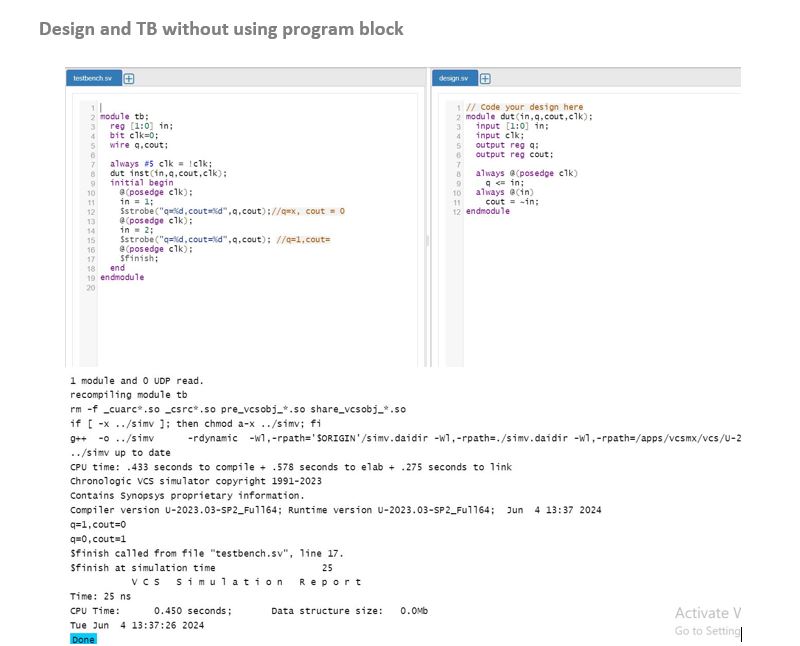 Design and TB without using program block
testbench.sv
1
2 module tb;
3 reg [1:0] in;
4 bit clk=0;
5 wire q,cout;
6
7 always #5 clk = !clk;
8 dut inst(in,q,cout,clk);
9 initial begin
10 @(posedge clk);
11 in = 1;
12 $strobe("q=%d,cout=%d",q,cout);//q=x, cout = 0
13 @(posedge clk);
14 in = 2;
15 $strobe("q=%d,cout=%d",q,cout); //q=1,cout=
16 @(posedge clk);
17 $finish;
18 end
19 endmodule
20
design.sv
1 // Code your design here
2 module dut(in,q,cout,clk);
3 input [1:0] in;
4 input clk;
5 output reg q;
6 output reg cout;
7
8 always @(posedge clk)
9 q <= in;
10 always @(in)
11 cout = ~in;
12 endmodule
1 module and 0 UDP read.
recompiling module tb
rm -f _cuarc*.so _csrc*.so pre_vcsobj_*.so share_vcsobj_*.so
if [ -x ../simv ]; then chmod a-x ../simv; fi
g++ -o ../simv -rdynamic -Wl,-rpath='$ORIGIN'/simv.daidir -Wl,-rpath=./simv.daidir -Wl,-rpath=/apps/vcsmx/vcs/U-2
../simv up to date
CPU time: .433 seconds to compile + .578 seconds to elab + .275 seconds to link
Chronologic VCS simulator copyright 1991-2023
Contains Synopsys proprietary information.
Compiler version U-2023.03-SP2_Full64; Runtime version U-2023.03-SP2_Full64; Jun 4 13:37 2024
q=1,cout=0
q=0,cout=1
$finish called from file "testbench.sv", line 17.
$finish at simulation time 25
V C S S i m u l a t i o n R e p o r t
Time: 25 ns
CPU Time: 0.450 seconds; Data structure size: 0.0Mb
Tue Jun 4 13:37:26 2024
Done
Activate
Go to Setting